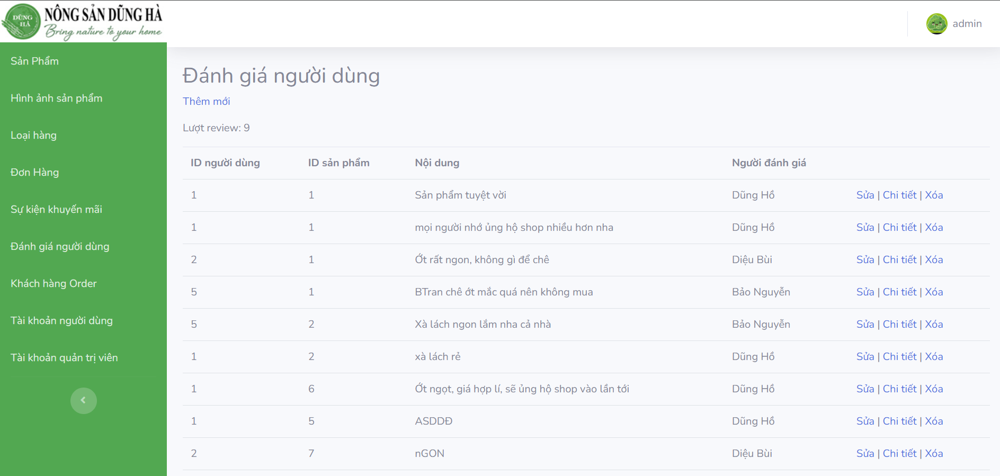 DŨNG
HÀ
NÔNG SẢN DŨNG HÀ
Bring nature to your home
admin
Sản Phẩm
Hình ảnh sản phẩm
Loại hàng
Đơn Hàng
Sự kiện khuyến mãi
Đánh giá người dùng
Khách hàng Order
Tài khoản người dùng
Tài khoản quản trị viên
Đánh giá người dùng
Thêm mới
Lượt review: 9
ID người dùng ID sản phẩm Nội dung Người đánh giá
1 1 Sản phẩm tuyệt vời Dũng Hồ Sửa | Chi tiết | Xóa
1 1 mọi người nhớ ủng hộ shop nhiều hơn nha Dũng Hồ Sửa | Chi tiết | Xóa
2 1 Ớt rất ngon, không gì để chê Diệu Bùi Sửa | Chi tiết | Xóa
5 1 BTran chê ớt mắc quá nên không mua Bảo Nguyễn Sửa | Chi tiết | Xóa
5 2 Xà lách ngon lắm nha cả nhà Bảo Nguyễn Sửa | Chi tiết | Xóa
1 2 xà lách rẻ Dũng Hồ Sửa | Chi tiết | Xóa
1 6 Ớt ngọt, giá hợp lí, sẽ ủng hộ shop vào lần tới Dũng Hồ Sửa | Chi tiết | Xóa
1 5 ASDDĐ Dũng Hồ Sửa | Chi tiết | Xóa
2 7 nGON Diệu Bùi Sửa | Chi tiết | Xóa